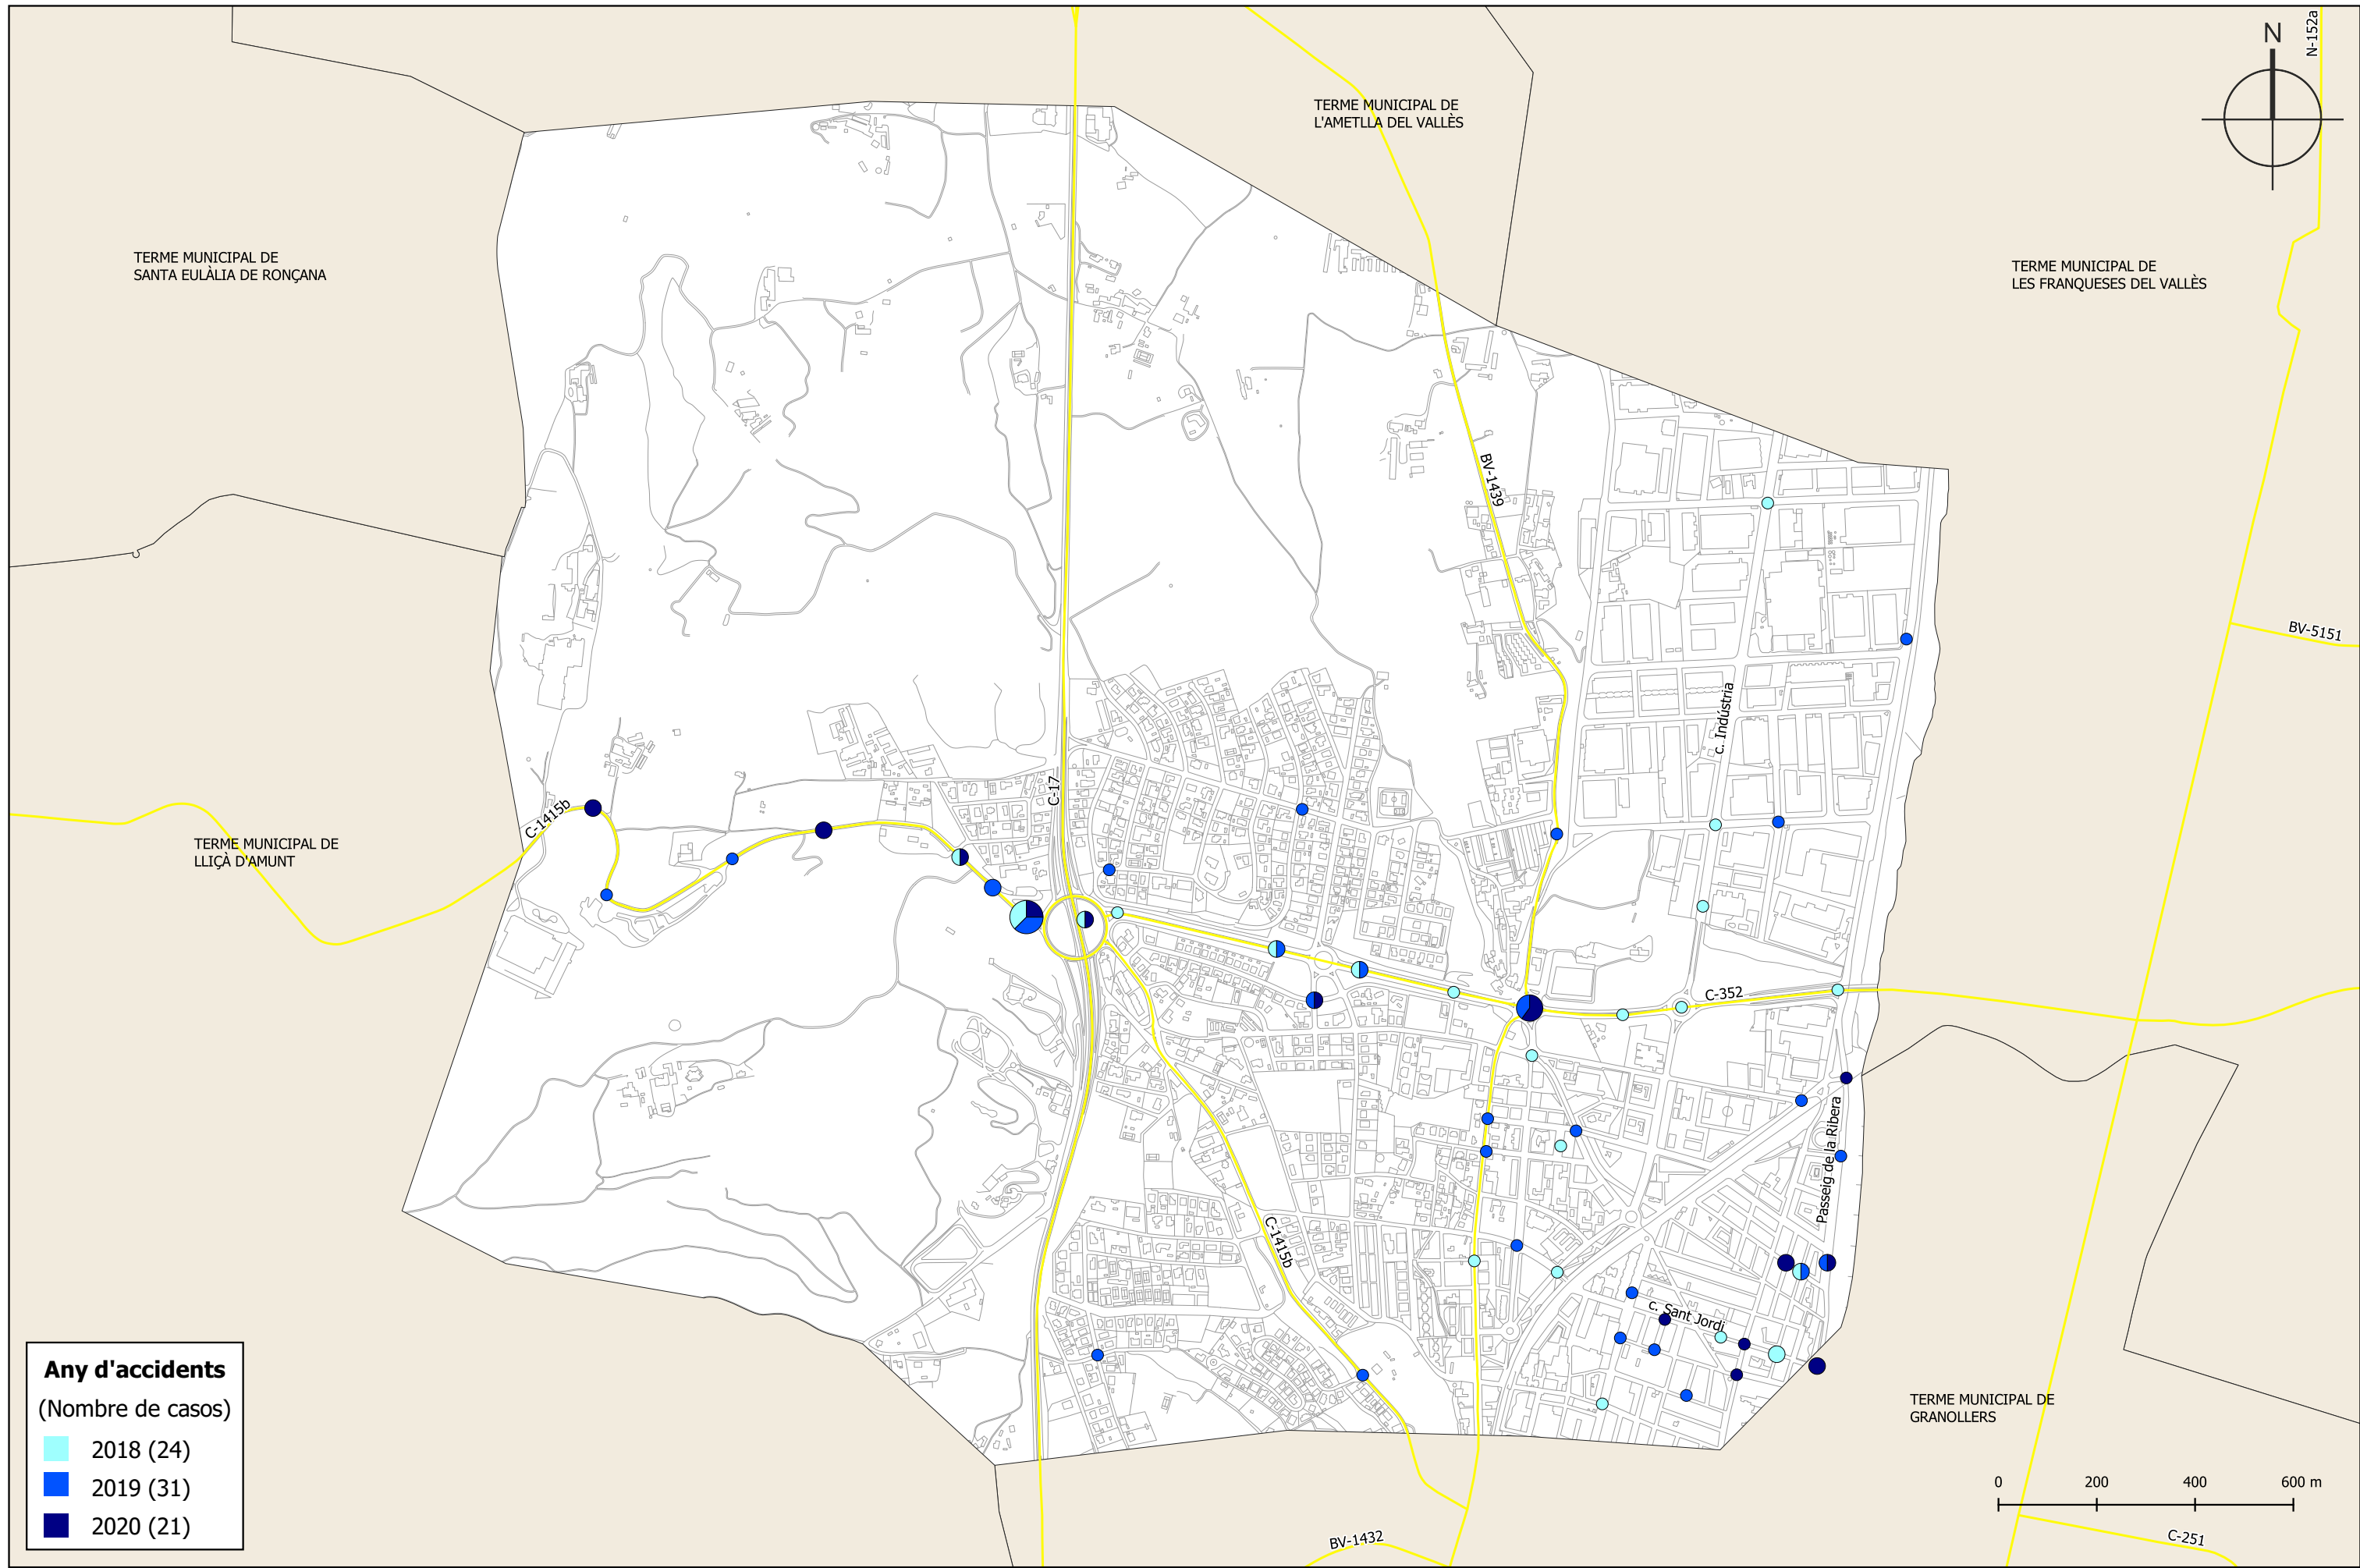 N
N-152a
TERME MUNICIPAL DE
L'AMETLLA DEL VALLÈS
TERME MUNICIPAL DE
SANTA EULÀLIA DE RONÇANA
TERME MUNICIPAL DE
LES FRANQUESES DEL VALLÈS
BV-1439
BV-5151
c. Indústria
C-17
C-1415b
TERME MUNICIPAL DE
LLIÇÀ D'AMUNT
C-352
Passeig de la Ribera
C-1415b
c. Sant Jordi
TERME MUNICIPAL DE
GRANOLLERS
Any d'accidents
(Nombre de casos)
2018 (24)
2019 (31)
2020 (21)
0 200 400 600 m
BV-1432
C-251